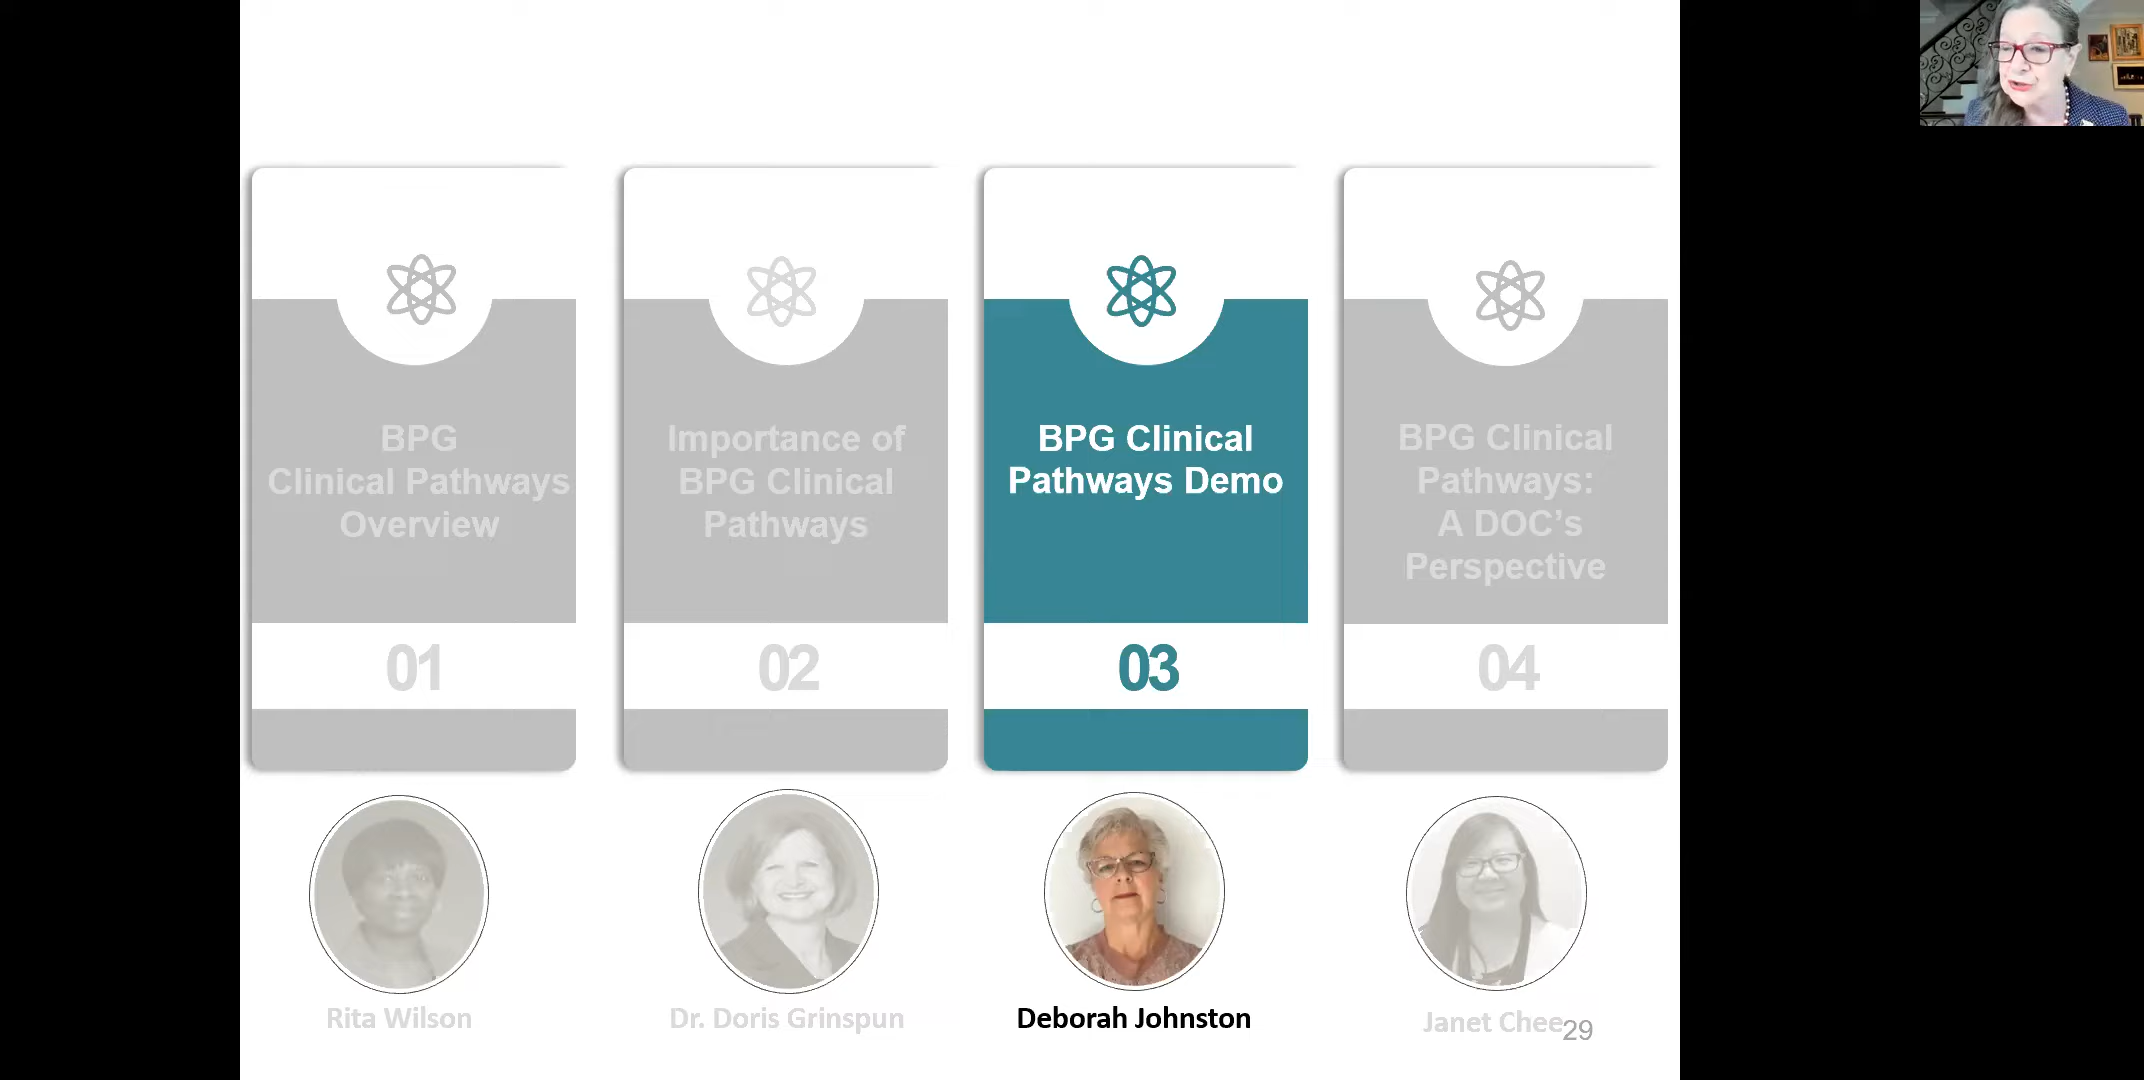 BPG
Clinical Pathways
Overview
01
Rita Wilson
Importance of
BPG Clinical
Pathways
02
Dr. Doris Grinspun
BPG Clinical
Pathways Demo
03
Deborah Johnston
BPG Clinical
Pathways:
A DOC’s
Perspective
04
Janet Chee
29